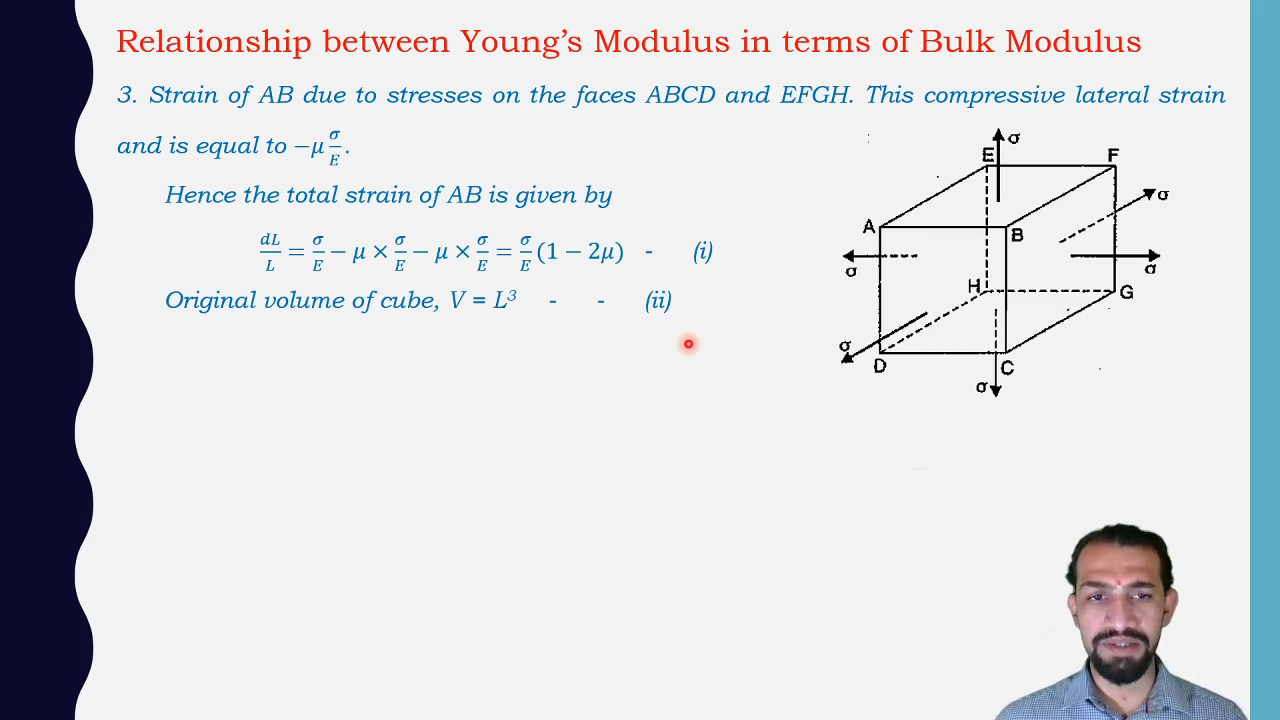 Relationship between Young's Modulus in terms of Bulk Modulus
3. Strain of AB due to stresses on the faces ABCD and EFGH. This compressive lateral strain
and is equal to −μ σ/E.
Hence the total strain of AB is given by
dL/L = σ/E − μ × σ/E − μ × σ/E = σ/E (1 − 2μ) - (i)
Original volume of cube, V = L³ - - (ii)
σ
E
F
σ
A
B
σ
σ
H
G
σ
D
C
σ